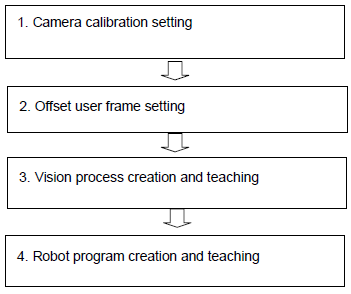 1. Camera calibration setting
2. Offset user frame setting
3. Vision process creation and teaching
4. Robot program creation and teaching